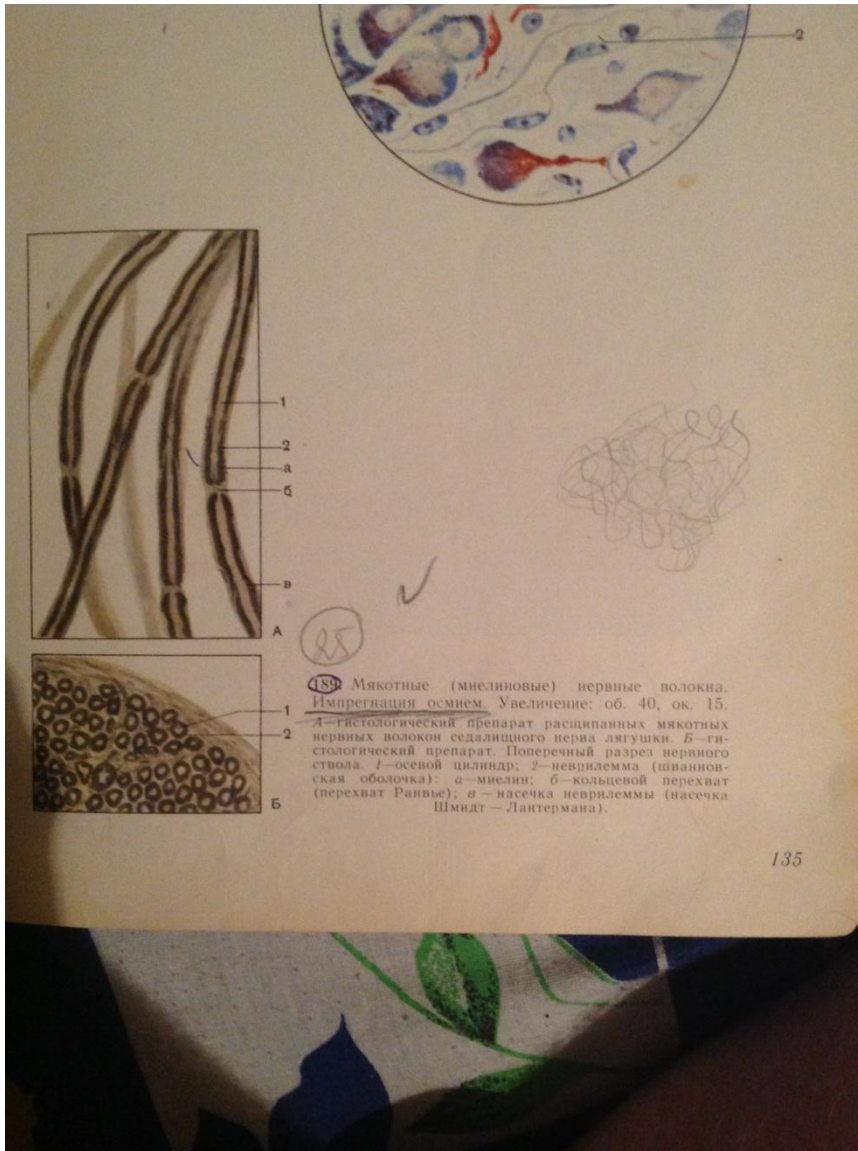 2
1
2
а
б
в
А
25
189. Мякотные (миелиновые) нервные волокна.
Импрегнация осмием. Увеличение: об. 40, ок. 15.
А—гистологический препарат расщипанных мякотных
нервных волокон седалищного нерва лягушки. Б—ги-
стологический препарат. Поперечный разрез нервного
ствола. 1—осевой цилиндр; 2—неврилемма (шваннов-
ская оболочка): а—миелин; б—кольцевой перехват
(перехват Ранвье); в—насечка неврилеммы (насечка
Шмидт—Лантермана).
1
2
Б
135